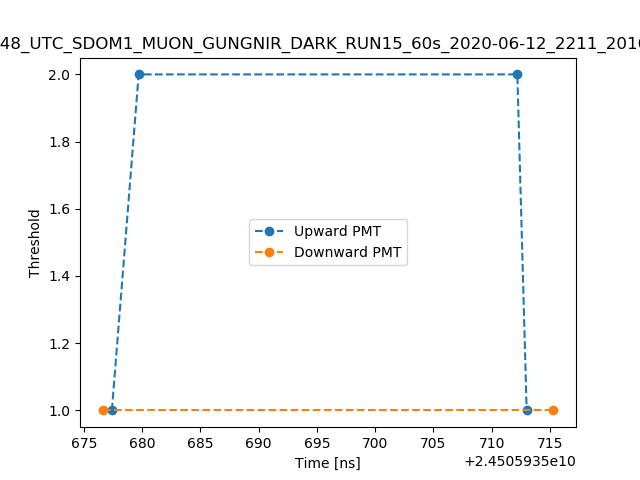 48_UTC_SDOM1_MUON_GUNGNIR_DARK_RUN15_60s_2020-06-12_2211_2016
2.0
1.8
1.6
1.4
1.2
1.0
Threshold
Upward PMT
Downward PMT
675 680 685 690 695 700 705 710 715
Time [ns]
+2.4505935e10